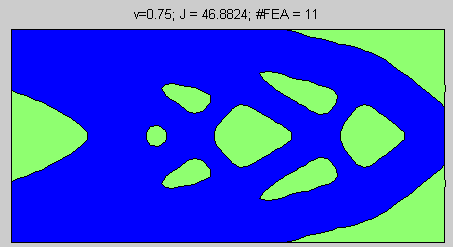 v=0.75; J = 46.8824; #FEA = 11